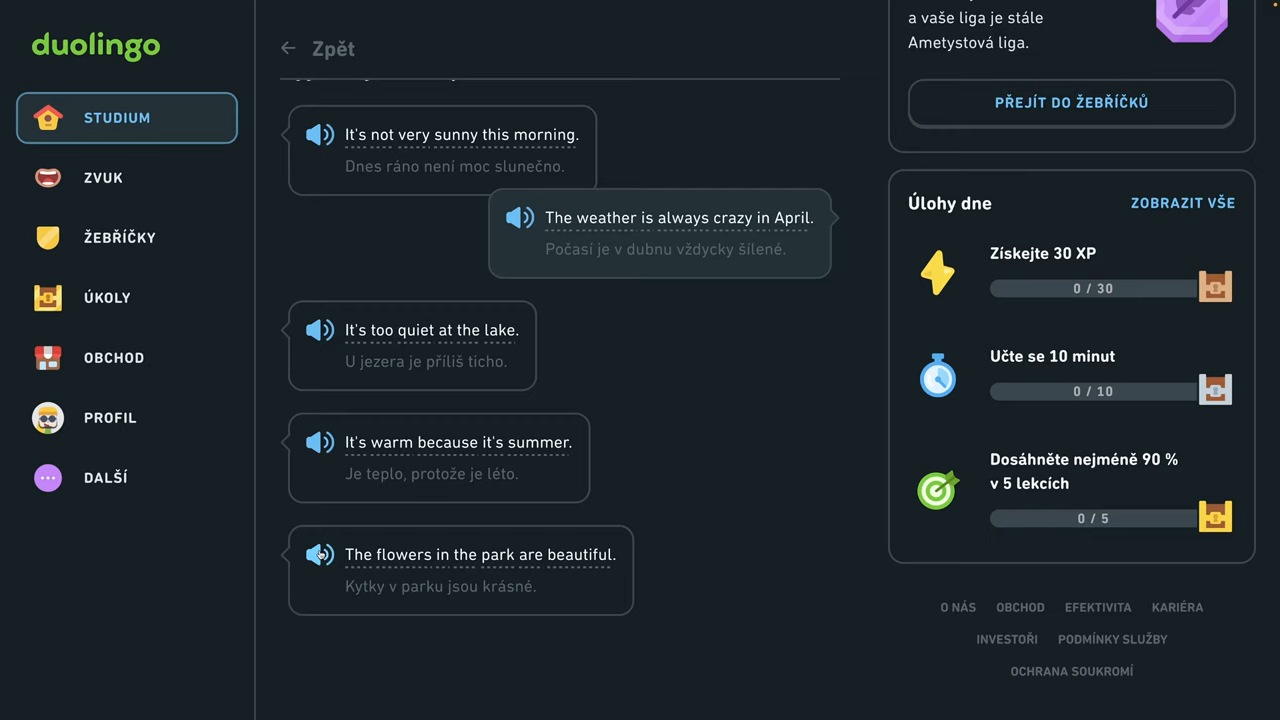 duolingo
STUDIUM
ZVUK
ŽEBŘÍČKY
ÚKOLY
OBCHOD
PROFIL
DALŠÍ
Zpět
It's not very sunny this morning.
Dnes ráno není moc slunečno.
The weather is always crazy in April.
Počasí je v dubnu vždycky šílené.
It's too quiet at the lake.
U jezera je příliš ticho.
It's warm because it's summer.
Je teplo, protože je léto.
The flowers in the park are beautiful.
Kytky v parku jsou krásné.
a vaše liga je stále
Ametystová liga.
PŘEJÍT DO ŽEBŘÍČKŮ
Úlohy dne
ZOBRAZIT VŠE
Získejte 30 XP
0 / 30
Učte se 10 minut
0 / 10
Dosáhněte nejméně 90 %
v 5 lekcích
0 / 5
O NÁS OBCHOD EFEKTIVITA KARIÉRA
INVESTOŘI PODMÍNKY SLUŽBY
OCHRANA SOUKROMÍ